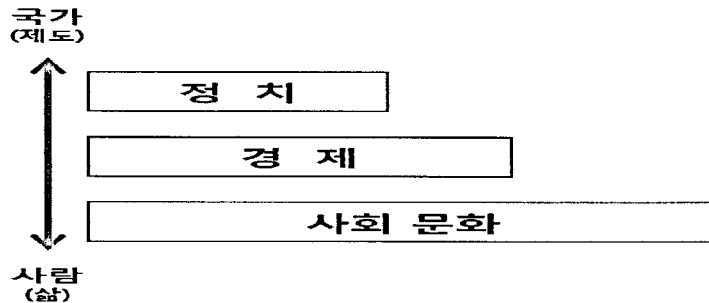 국가
(제도)
정 치
경 제
사회 문화
사람
(삶)